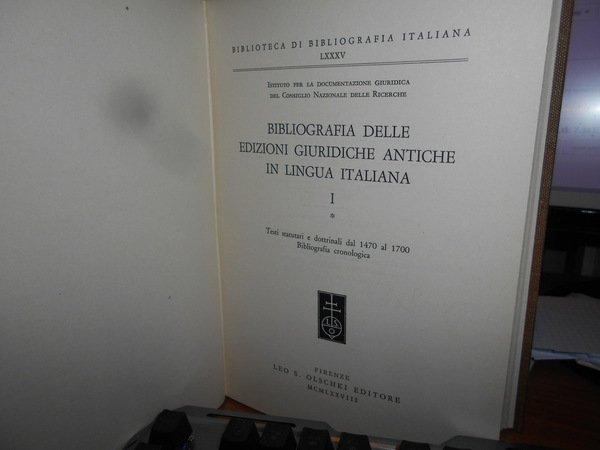 BIBLIOTECA DI BIBLIOGRAFIA ITALIANA
LXXXV
ISTITUTO PER LA DOCUMENTAZIONE GIURIDICA
DEL CONSIGLIO NAZIONALE DELLE RICERCHE
BIBLIOGRAFIA DELLE
EDIZIONI GIURIDICHE ANTICHE
IN LINGUA ITALIANA
I
*
Testi statutari e dottrinali dal 1470 al 1700
Bibliografia cronologica
FIRENZE
LEO S. OLSCHKI EDITORE
MCMLXXVIII